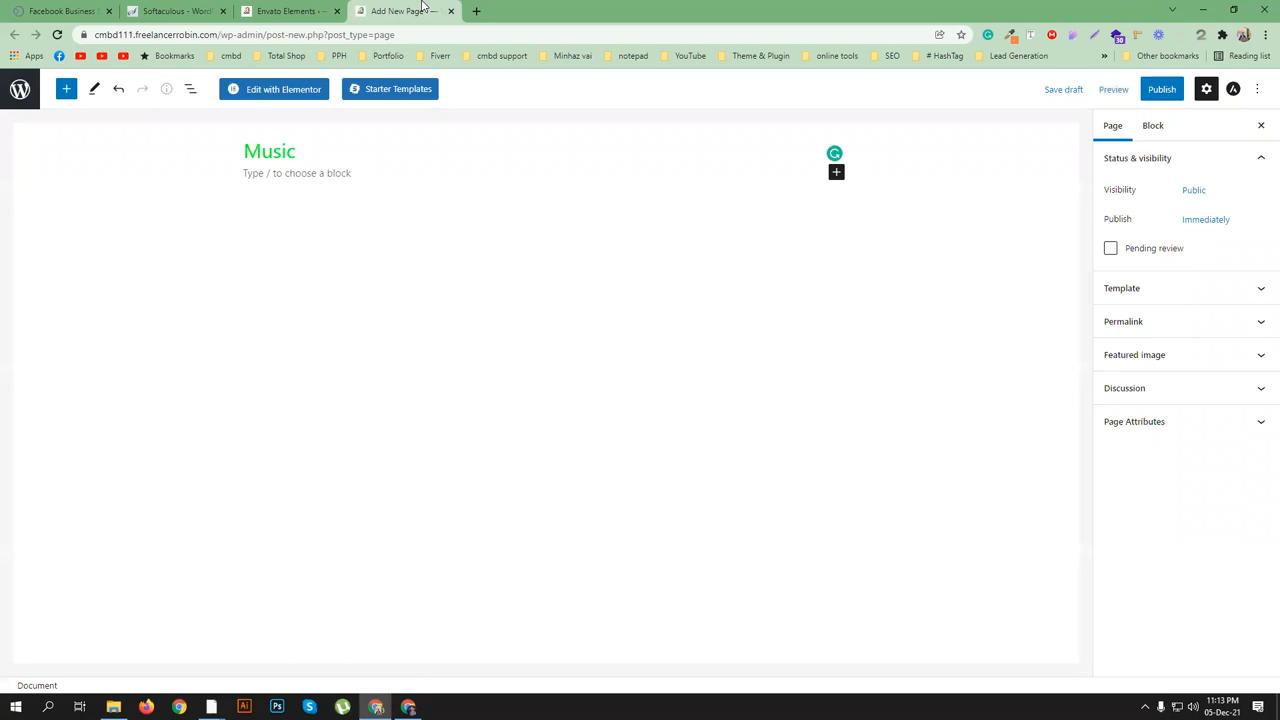 Facebook Business
Softaculous - Word
Envato Elements ‹
Add New Page
cmbd111.freelancerrobin.com/wp-admin/post-new.php?post_type=page
Apps
Bookmarks
cmbd
Total Shop
PPH
Portfolio
Fiverr
cmbd support
Minhaz vai
notepad
YouTube
Theme & Plugin
online tools
SEO
# HashTag
Lead Generation
»
Other bookmarks
Reading list
Edit with Elementor
Starter Templates
Save draft
Preview
Publish
Music
Type / to choose a block
Page
Block
Status & visibility
Visibility
Public
Publish
Immediately
Pending review
Template
Permalink
Featured image
Discussion
Page Attributes
Document
Ai
Ps
11:13 PM
05-Dec-21